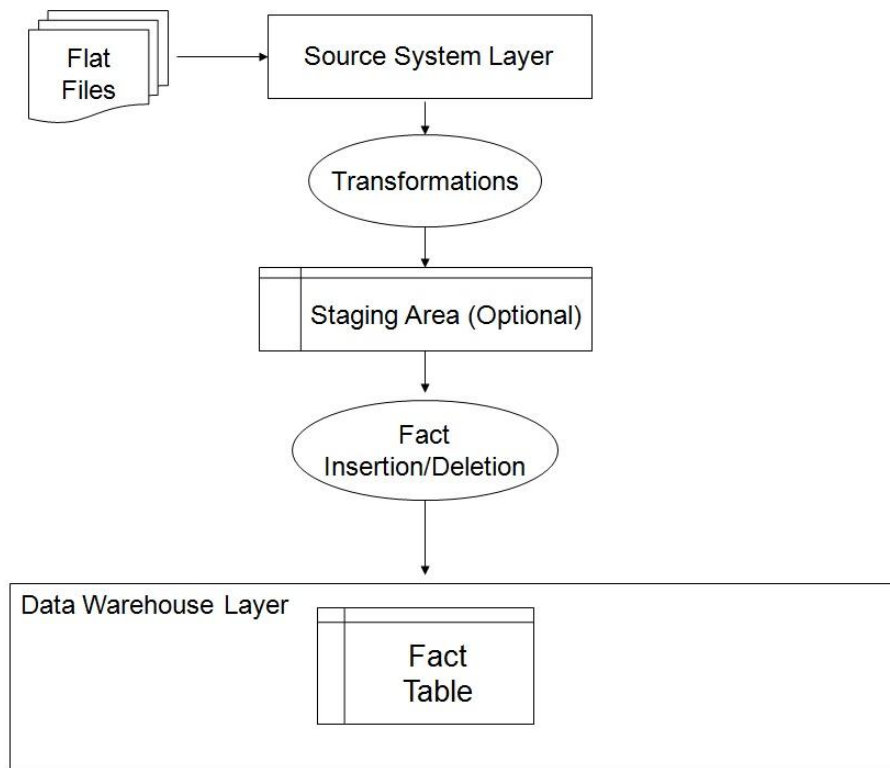 Flat
Files
Source System Layer
Transformations
Staging Area (Optional)
Fact
Insertion/Deletion
Data Warehouse Layer
Fact
Table